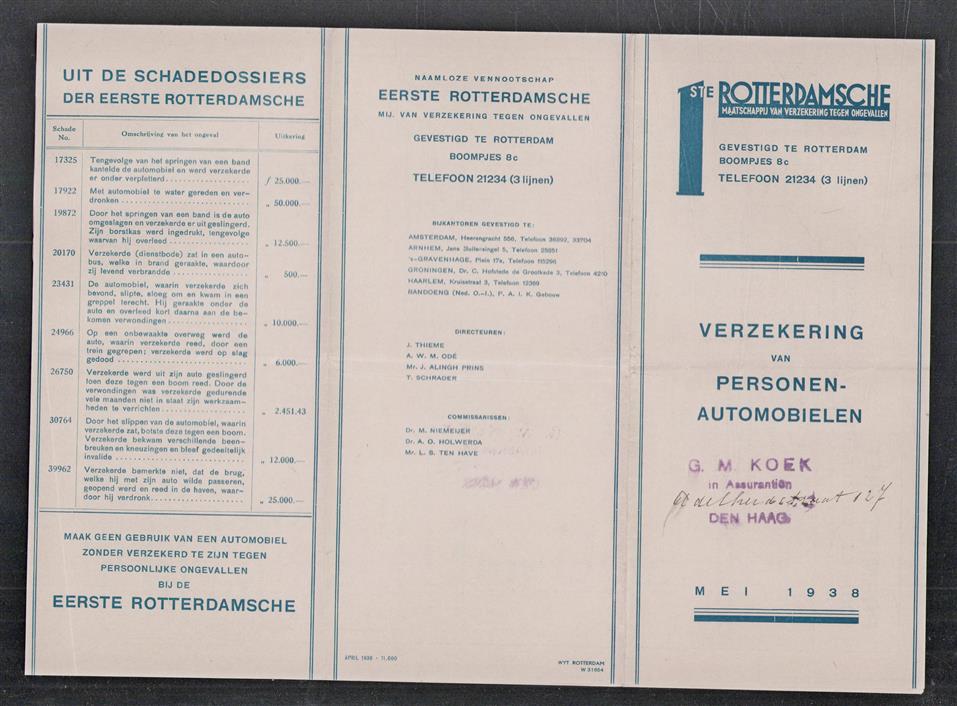 UIT DE SCHADEDOSSIERS
DER EERSTE ROTTERDAMSCHE
Schade No. Omschrijving van het ongeval Uitkering
17325 Tengevolge van het springen van een band
kantelde de automobiel en werd verzekerde
er onder verpletterd.................. ƒ 25.000.—
17922 Met automobiel te water gereden en ver-
dronken ............................ „ 50.000.—
19872 Door het springen van een band is de auto
omgeslagen en verzekerde er uit geslingerd.
Zijn borstkas werd ingedrukt, tengevolge
waarvan hij overleed ................. „ 12.500.—
20170 Verzekerde (dienstbode) zat in een auto-
bus, welke in brand geraakte, waardoor
zij levend verbrandde ................. „ 500.—
23431 De automobiel, waarin verzekerde zich
bevond, slipte, sloeg om en kwam in een
greppel terecht. Hij geraakte onder de
auto en overleed kort daarna aan de be-
komen verwondingen ................. „ 10.000.—
24966 Op een onbewaakte overweg werd de
auto, waarin verzekerde reed, door een
trein gegrepen; verzekerde werd op slag
gedood ............................. „ 6.000.—
26750 Verzekerde werd uit zijn auto geslingerd
toen deze tegen een boom reed. Door de
verwondingen was verzekerde gedurende
vele maanden niet in staat zijn werkzaam-
heden te verrichten .................. „ 2.451.43
30764 Door het slippen van de automobiel, waarin
verzekerde zat, botste deze tegen een boom.
Verzekerde bekwam verschillende been-
breuken en kneuzingen en bleef gedeeltelijk
invalide ............................ „ 12.000.—
39962 Verzekerde bemerkte niet, dat de brug,
welke hij met zijn auto wilde passeren,
geopend werd en reed in de haven, waar-
door hij verdronk.................... „ 25.000.—
MAAK GEEN GEBRUIK VAN EEN AUTOMOBIEL
ZONDER VERZEKERD TE ZIJN TEGEN
PERSOONLIJKE ONGEVALLEN
BIJ DE
EERSTE ROTTERDAMSCHE
NAAMLOZE VENNOOTSCHAP
EERSTE ROTTERDAMSCHE
MIJ. VAN VERZEKERING TEGEN ONGEVALLEN
GEVESTIGD TE ROTTERDAM
BOOMPJES 8c
TELEFOON 21234 (3 lijnen)
BIJKANTOREN GEVESTIGD TE:
AMSTERDAM, Heerengracht 556, Telefoon 36992, 33704
ARNHEM, Jans Buitensingel 5, Telefoon 25851
's-GRAVENHAGE, Plein 17a, Telefoon 115296
GRONINGEN, Dr. C. Hofstede de Grootkade 3, Telefoon 4210
HAARLEM, Kruisstraat 3, Telefoon 12369
BANDOENG (Ned. O.-I.), P. A. I. K. Gebouw
DIRECTEUREN:
J. THIEME
A. W. M. ODÉ
Mr. J. ALINGH PRINS
T. SCHRADER
COMMISSARISSEN:
Dr. M. NIEMEIJER
Dr. A. O. HOLWERDA
Mr. L. S. TEN HAVE
APRIL 1938 - 11.000
WYT ROTTERDAM
W 31664
1STE ROTTERDAMSCHE
MAATSCHAPPIJ VAN VERZEKERING TEGEN ONGEVALLEN
GEVESTIGD TE ROTTERDAM
BOOMPJES 8c
TELEFOON 21234 (3 lijnen)
VERZEKERING
VAN
PERSONEN-
AUTOMOBIELEN
G. M. KOEK
in Assurantiën
127
DEN HAAG
MEI 1938